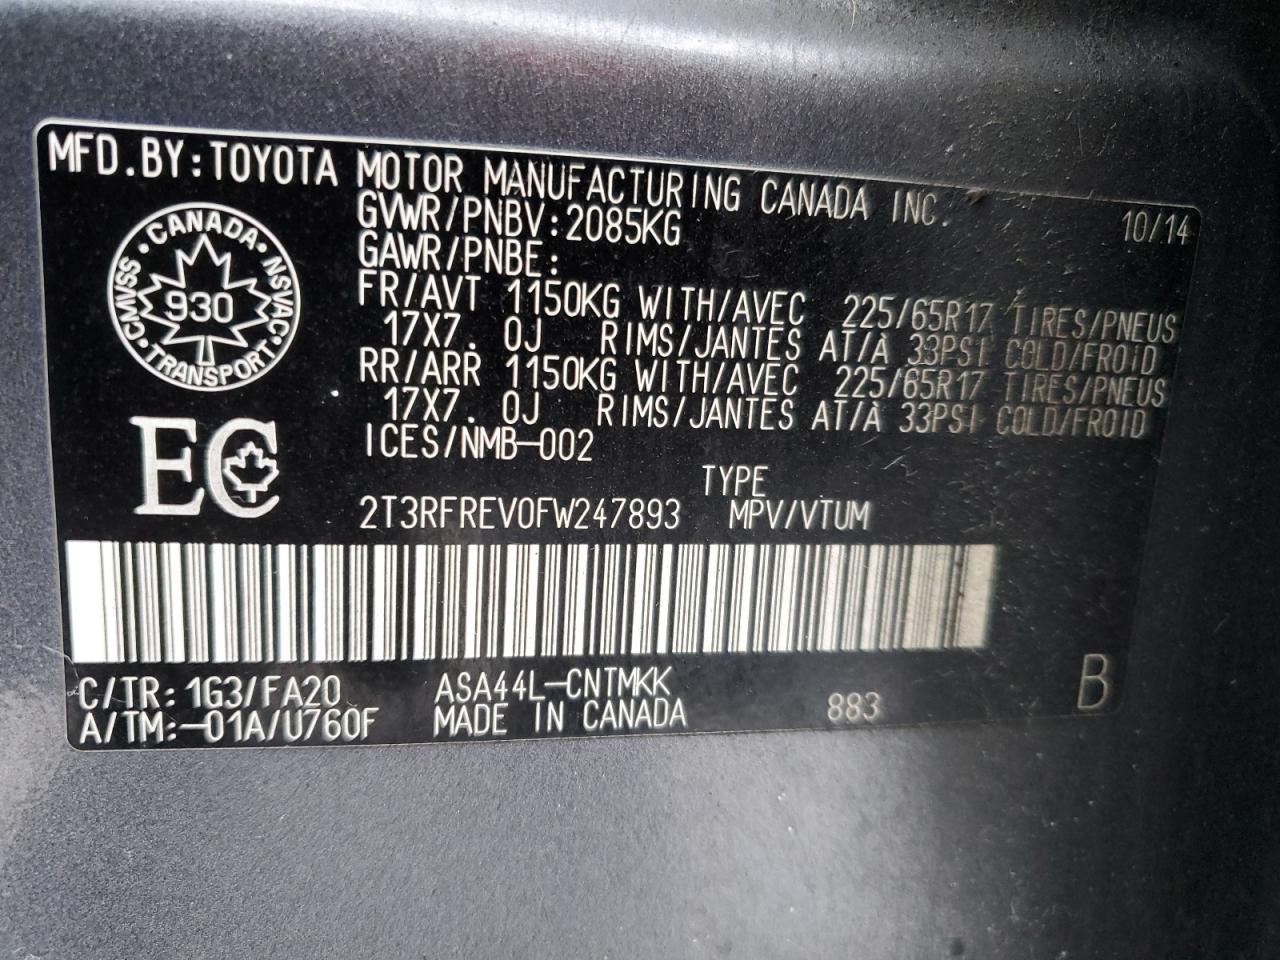 MFD.BY:TOYOTA MOTOR MANUFACTURING CANADA INC.
10/14
GVWR/PNBV:2085KG
GAWR/PNBE:
FR/AVT 1150KG WITH/AVEC 225/65R17 TIRES/PNEUS
17X7.0J RIMS/JANTES AT/À 33PSI COLD/FROID
RR/ARR 1150KG WITH/AVEC 225/65R17 TIRES/PNEUS
17X7.0J RIMS/JANTES AT/À 33PSI COLD/FROID
ICES/NMB-002
CANADA
CMVSS 930 NSVAC
TRANSPORT
EC
TYPE
2T3RFREV0FW247893 MPV/VTUM
C/TR:1G3/FA20 ASA44L-CNTMKK
A/TM:-01A/U760F MADE IN CANADA 883
B